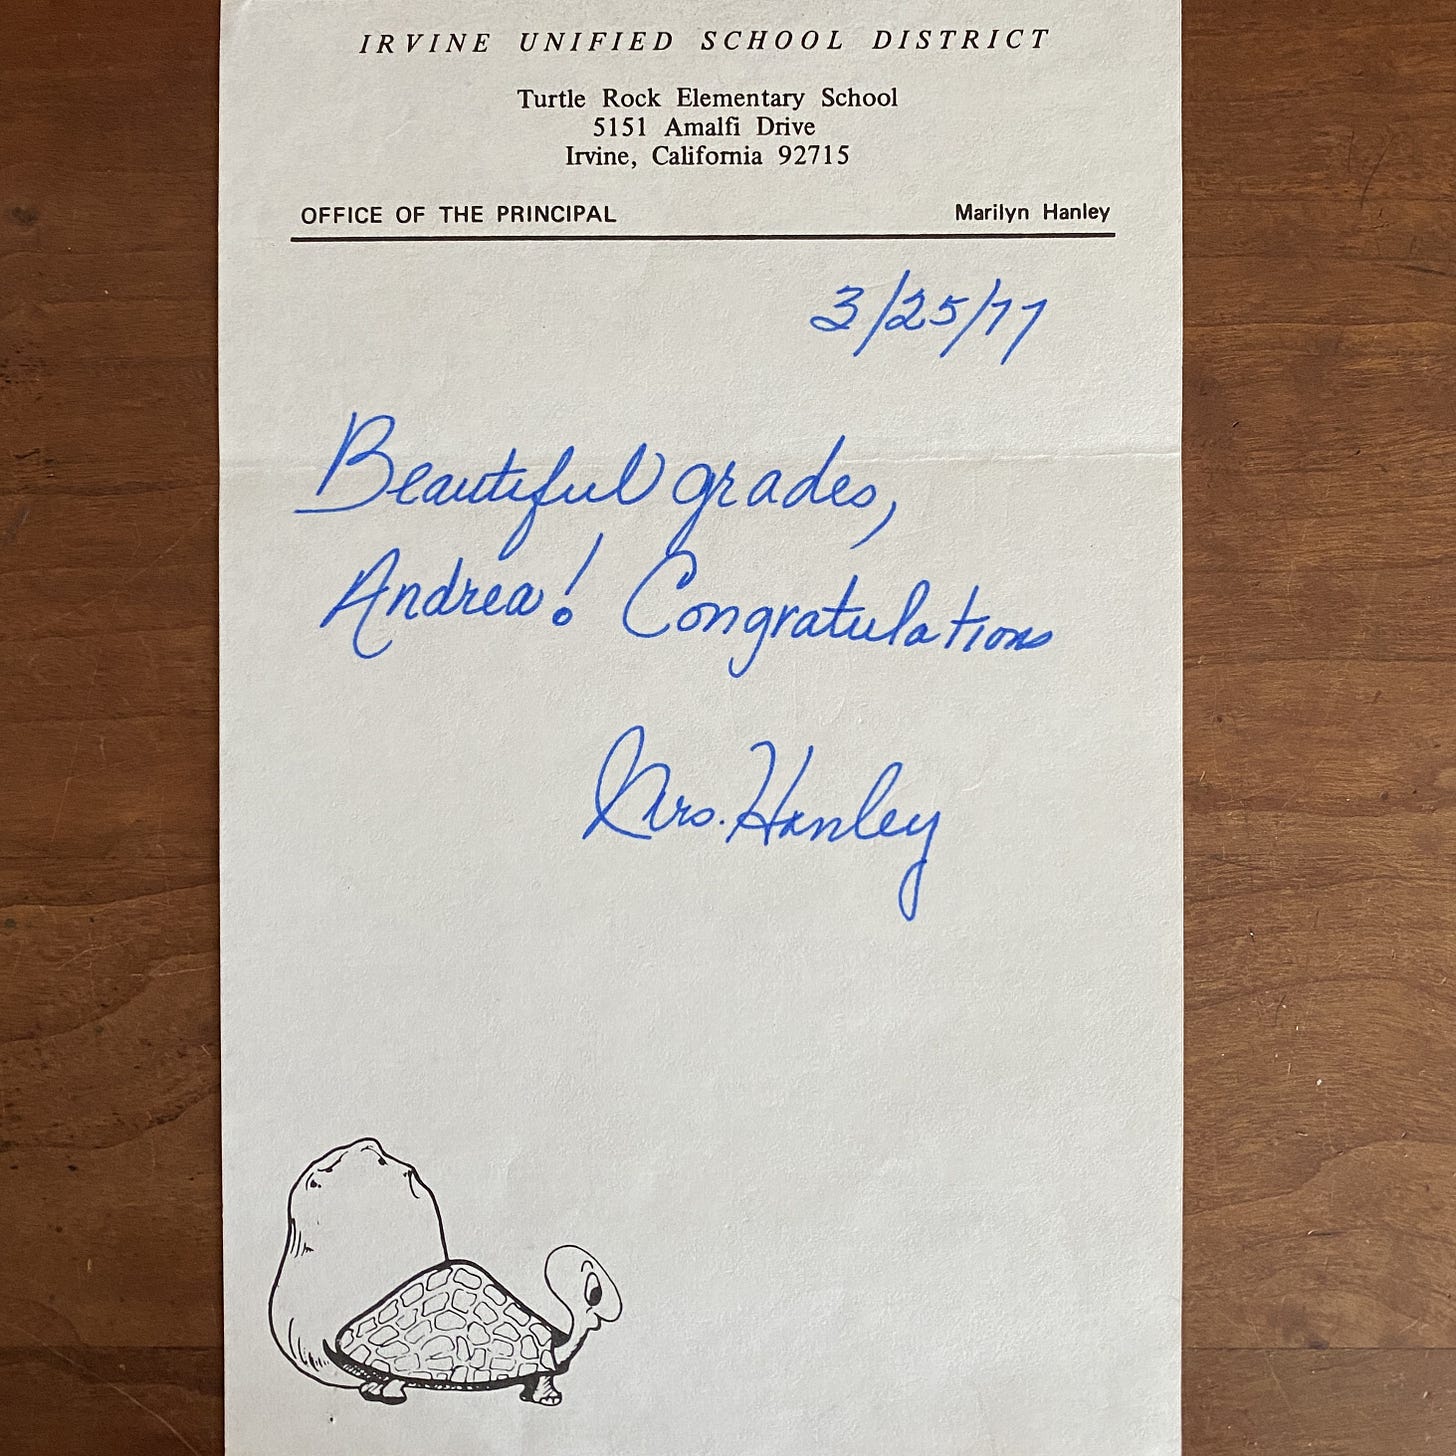 IRVINE UNIFIED SCHOOL DISTRICT
Turtle Rock Elementary School
5151 Amalfi Drive
Irvine, California 92715
OFFICE OF THE PRINCIPAL Marilyn Hanley
3/25/77
Beautiful grades,
Andrea! Congratulations
Mrs. Hanley